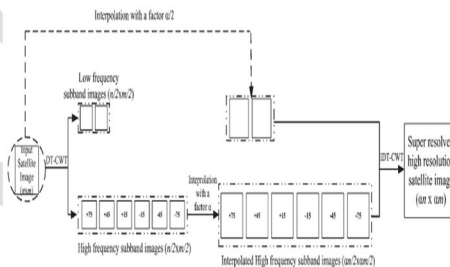 Interpolation with a factor α/2
Low frequency
subband images (n/2xm/2)
Input
Satellite
Image
(nxm)
DT-CWT
Interpolation
with a
factor α
IDT-CWT
Super resolved
high resolution
satellite image
(αn x αm)
+75 +45 +15 -15 -45 -75
+75 +45 +15 -15 -45 -75
High frequency subband images (n/2xm/2)
Interpolated High frequency subband images (αn/2xαm/2)